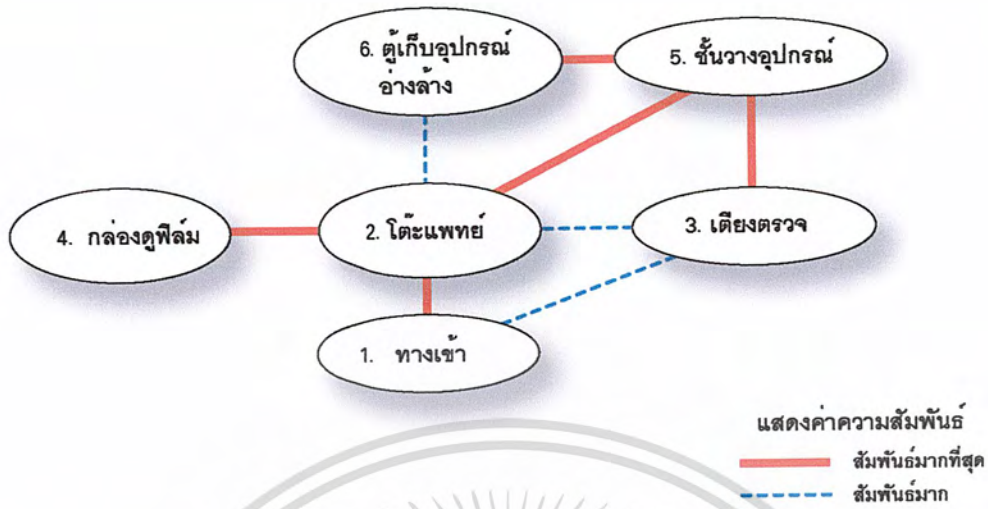 6. ตู้เก็บอุปกรณ์
อ่างล้าง
5. ชั้นวางอุปกรณ์
4. กล่องดูฟิล์ม
2. โต๊ะแพทย์
3. เตียงตรวจ
1. ทางเข้า
แสดงค่าความสัมพันธ์
สัมพันธ์มากที่สุด
สัมพันธ์มาก